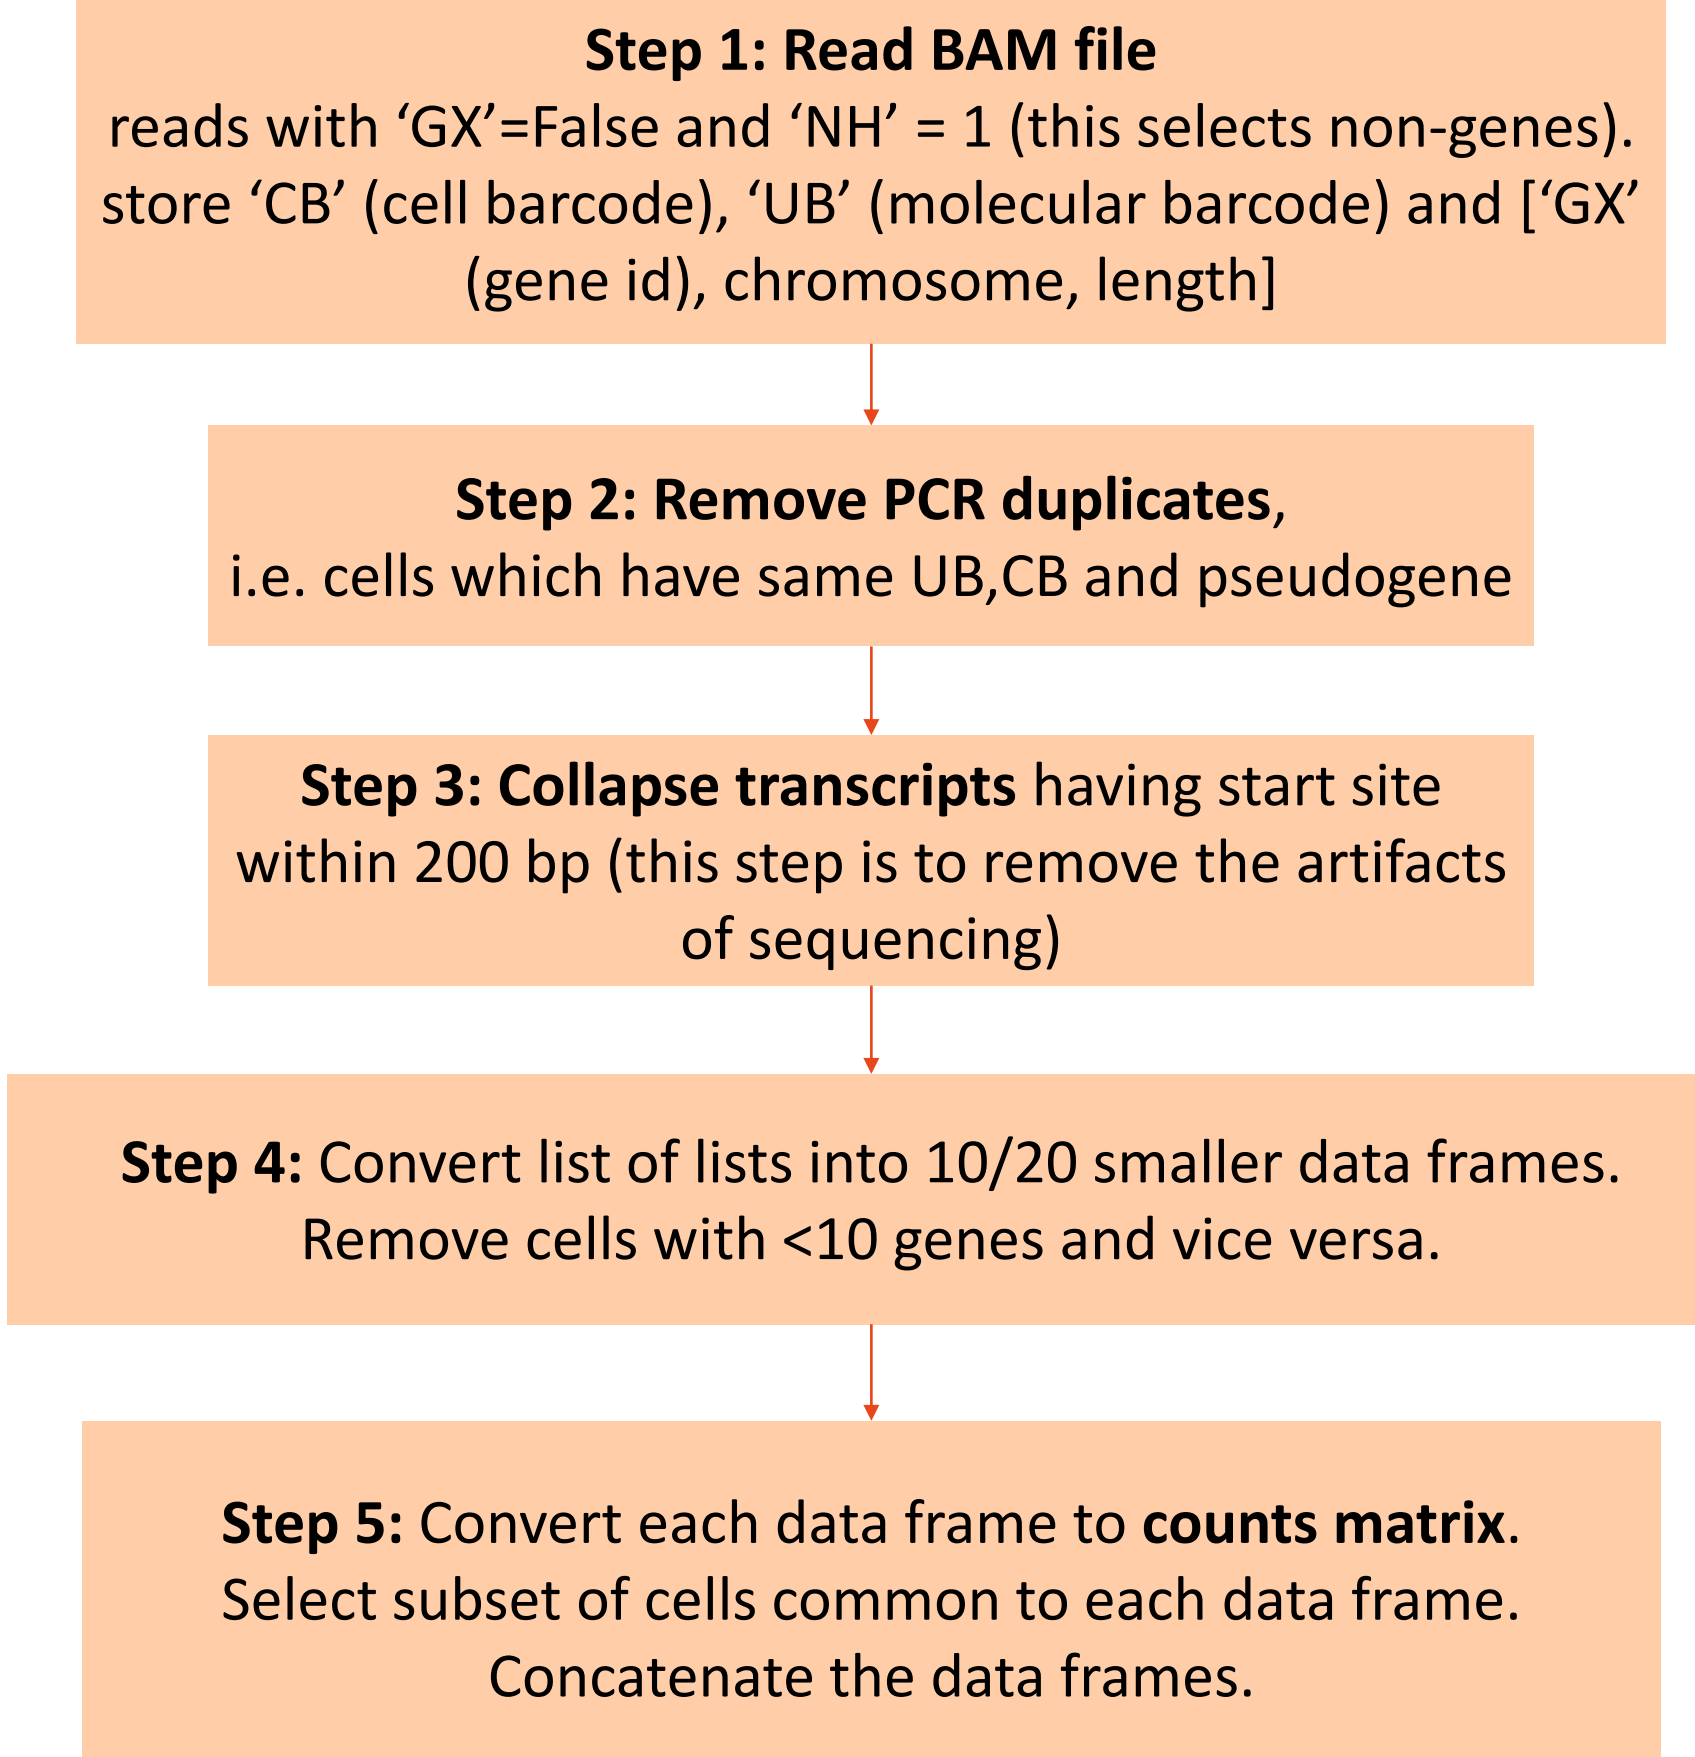 Step 1: Read BAM file
reads with ‘GX’=False and ‘NH’ = 1 (this selects non-genes).
store ‘CB’ (cell barcode), ‘UB’ (molecular barcode) and [‘GX’
(gene id), chromosome, length]
Step 2: Remove PCR duplicates,
i.e. cells which have same UB,CB and pseudogene
Step 3: Collapse transcripts having start site
within 200 bp (this step is to remove the artifacts
of sequencing)
Step 4: Convert list of lists into 10/20 smaller data frames.
Remove cells with <10 genes and vice versa.
Step 5: Convert each data frame to counts matrix.
Select subset of cells common to each data frame.
Concatenate the data frames.